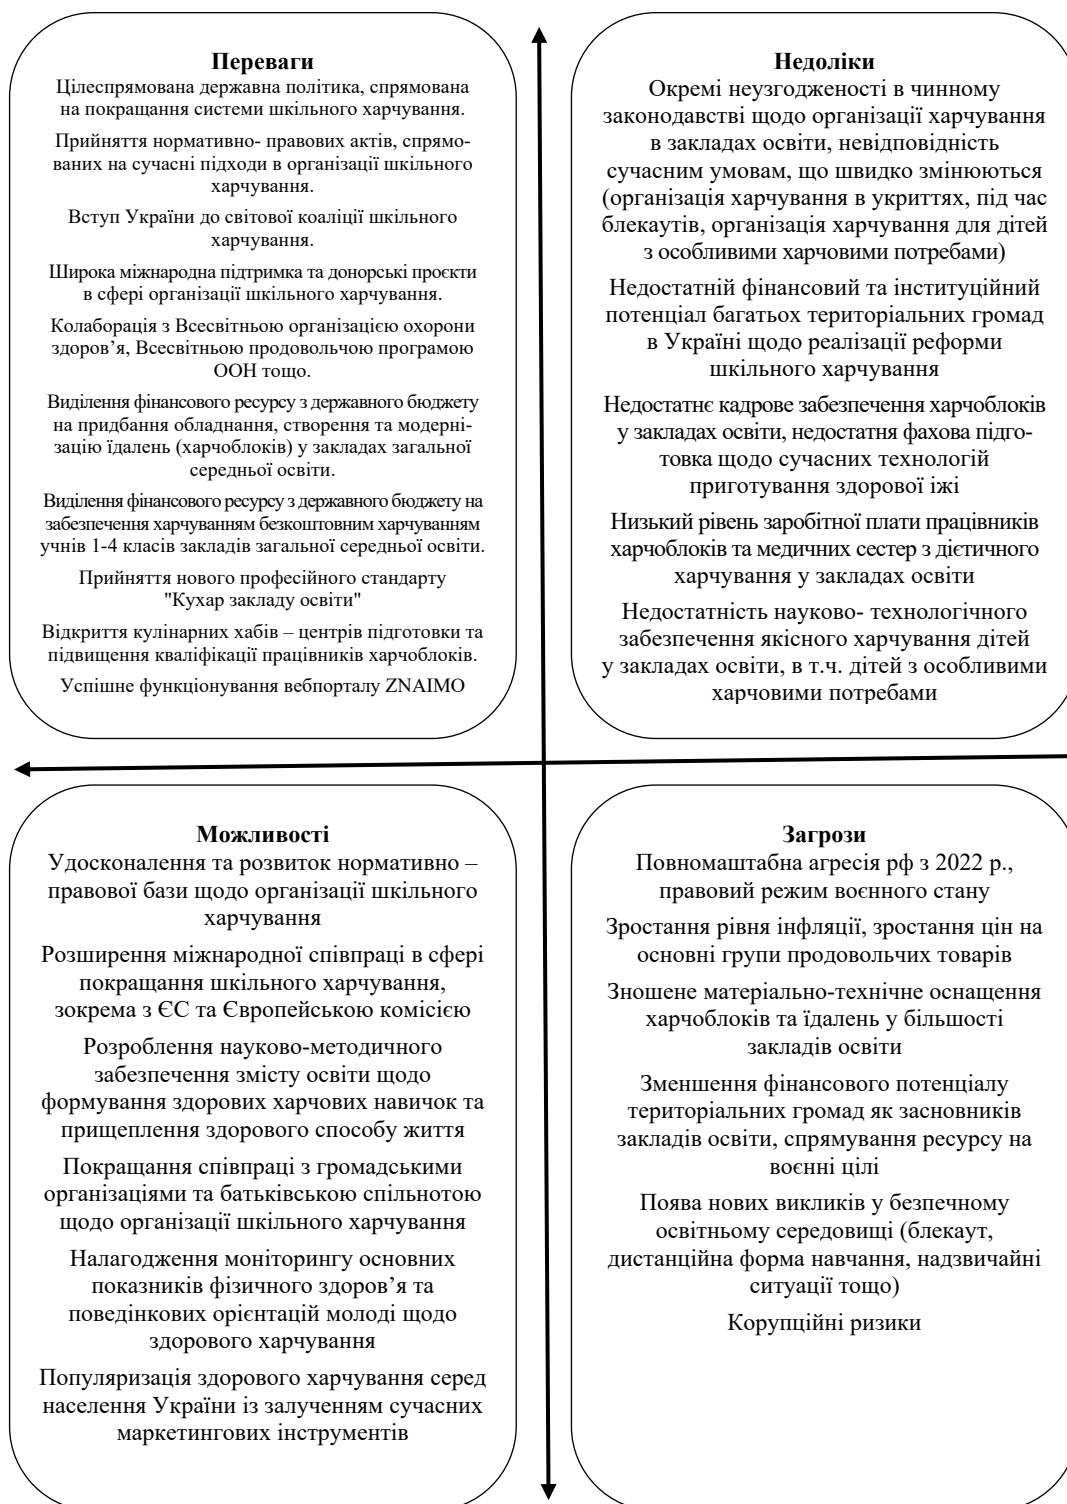 Переваги
Цілеспрямована державна політика, спрямована
на покращання системи шкільного харчування.
Прийняття нормативно- правових актів, спрямо-
ваних на сучасні підходи в організації шкільного
харчування.
Вступ України до світової коаліції шкільного
харчування.
Широка міжнародна підтримка та донорські проєкти
в сфері організації шкільного харчування.
Колаборація з Всесвітньою організацією охорони
здоров’я, Всесвітньою продовольчою програмою
ООН тощо.
Виділення фінансового ресурсу з державного бюджету
на придбання обладнання, створення та модерні-
зацію їдалень (харчоблоків) у закладах загальної
середньої освіти.
Виділення фінансового ресурсу з державного бюджету на
забезпечення харчуванням безкоштовним харчуванням
учнів 1-4 класів закладів загальної середньої освіти.
Прийняття нового професійного стандарту
"Кухар закладу освіти"
Відкриття кулінарних хабів – центрів підготовки та
підвищення кваліфікації працівників харчоблоків.
Успішне функціонування вебпорталу ZNAIMO
Недоліки
Окремі неузгодженості в чинному
законодавстві щодо організації харчування
в закладах освіти, невідповідність
сучасним умовам, що швидко змінюються
(організація харчування в укриттях, під час
блекаутів, організація харчування для дітей
з особливими харчовими потребами)
Недостатній фінансовий та інституційний
потенціал багатьох територіальних громад
в Україні щодо реалізації реформи
шкільного харчування
Недостатнє кадрове забезпечення харчоблоків
у закладах освіти, недостатня фахова підго-
товка щодо сучасних технологій
приготування здорової іжі
Низький рівень заробітної плати працівників
харчоблоків та медичних сестер з дієтичного
харчування у закладах освіти
Недостатність науково- технологічного
забезпечення якісного харчування дітей
у закладах освіти, в т.ч. дітей з особливими
харчовими потребами
Можливості
Удосконалення та розвиток нормативно –
правової бази щодо організації шкільного
харчування
Розширення міжнародної співпраці в сфері
покращання шкільного харчування,
зокрема з ЄС та Європейською комісією
Розроблення науково-методичного
забезпечення змісту освіти щодо
формування здорових харчових навичок та
прищеплення здорового способу життя
Покращання співпраці з громадськими
організаціями та батьківською спільнотою
щодо організації шкільного харчування
Налагодження моніторингу основних
показників фізичного здоров’я та
поведінкових орієнтацій молоді щодо
здорового харчування
Популяризація здорового харчування серед
населення України із залученням сучасних
маркетингових інструментів
Загрози
Повномаштабна агресія рф з 2022 р.,
правовий режим воєнного стану
Зростання рівня інфляції, зростання цін на
основні групи продовольчих товарів
Зношене матеріально-технічне оснащення
харчоблоків та їдалень у більшості
закладів освіти
Зменшення фінансового потенціалу
територіальних громад як засновників
закладів освіти, спрямування ресурсу на
воєнні цілі
Поява нових викликів у безпечному
освітньому середовищі (блекаут,
дистанційна форма навчання, надзвичайні
ситуації тощо)
Корупційні ризики